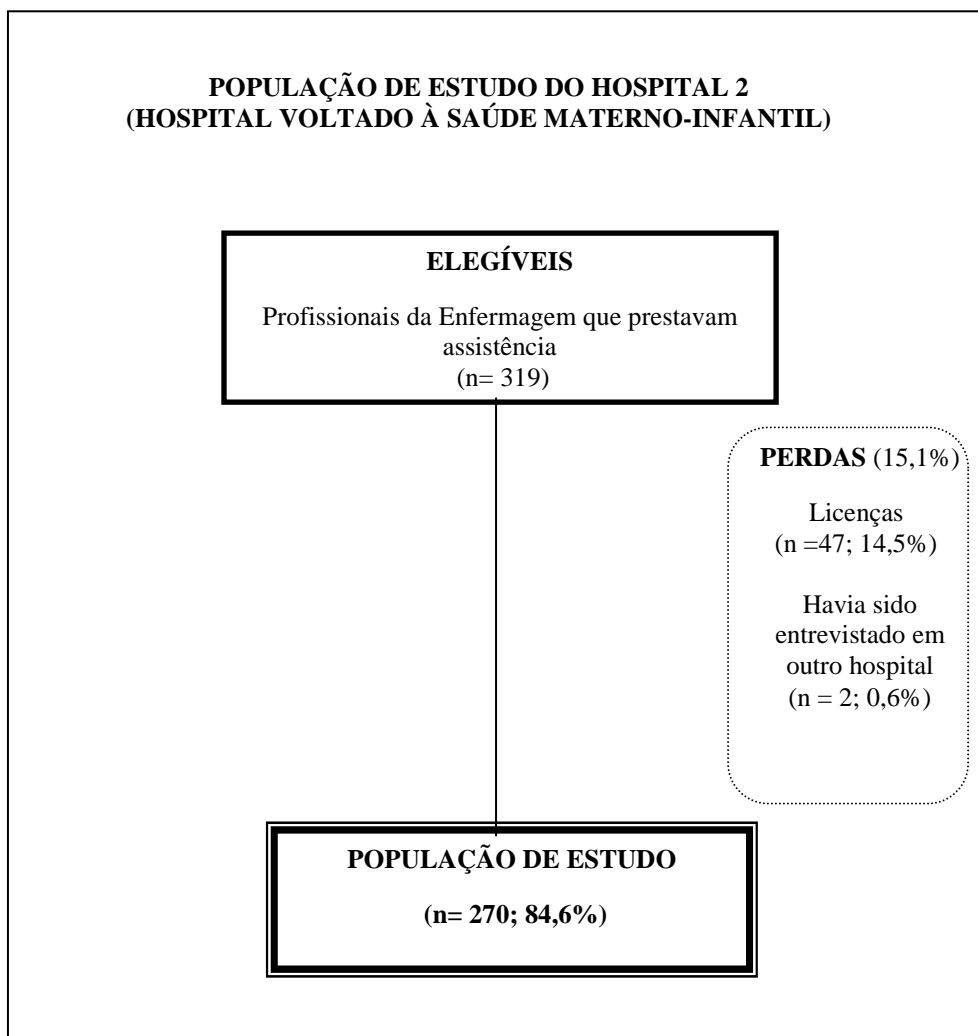 POPULAÇÃO DE ESTUDO DO HOSPITAL 2
(HOSPITAL VOLTADO À SAÚDE MATERNO-INFANTIL)
ELEGÍVEIS
Profissionais da Enfermagem que prestavam
assistência
(n= 319)
PERDAS (15,1%)
Licenças
(n =47; 14,5%)
Havia sido
entrevistado em
outro hospital
(n = 2; 0,6%)
POPULAÇÃO DE ESTUDO
(n= 270; 84,6%)